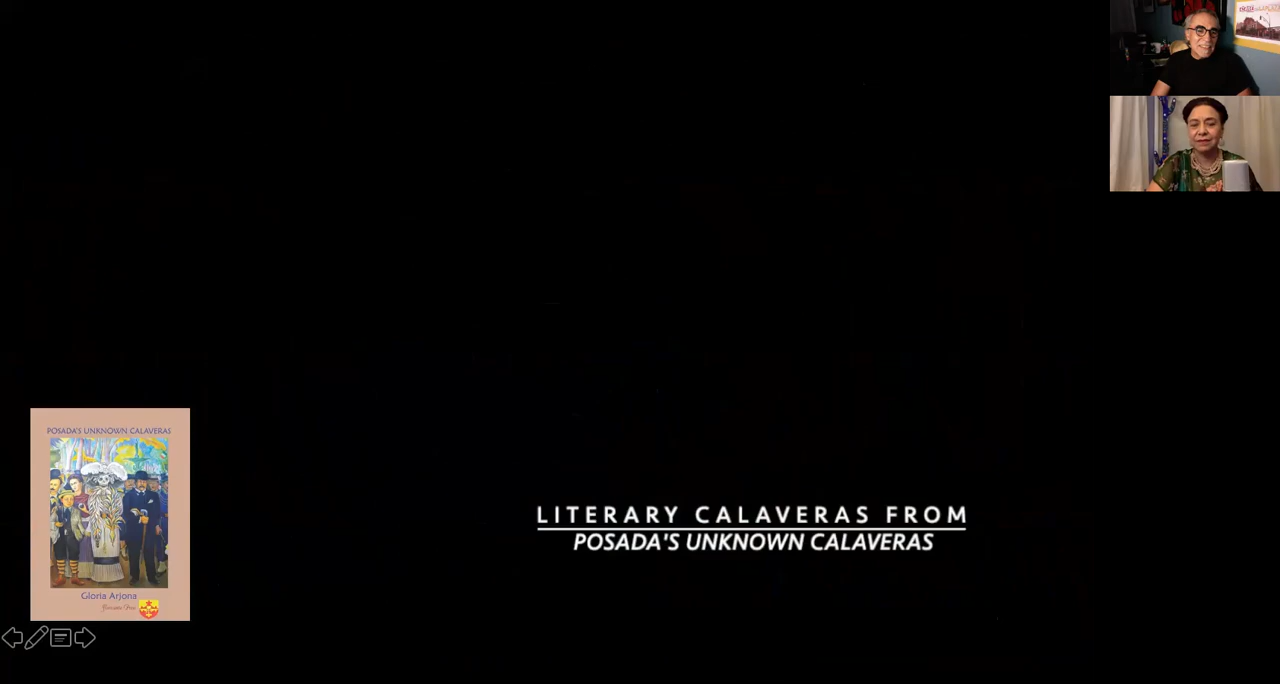 LITERARY CALAVERAS FROM
POSADA'S UNKNOWN CALAVERAS
POSADA'S UNKNOWN CALAVERAS
Gloria Arjona